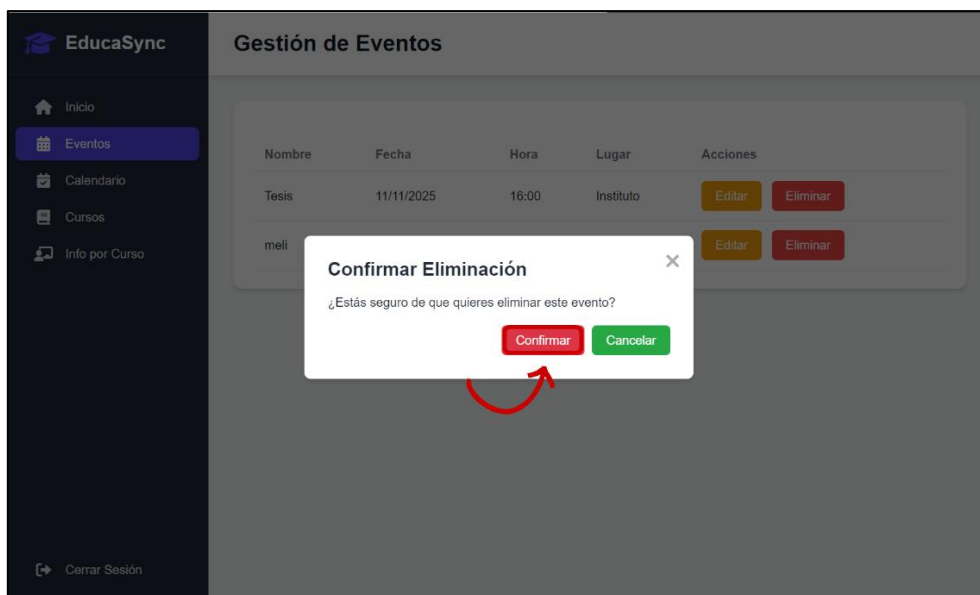 EducaSync
Gestión de Eventos
Inicio
Eventos
Calendario
Cursos
Info por Curso
Nombre Fecha Hora Lugar Acciones
Tesis 11/11/2025 16:00 Instituto Editar Eliminar
meli Editar Eliminar
Confirmar Eliminación ×
¿Estás seguro de que quieres eliminar este evento?
Confirmar Cancelar
Cerrar Sesión